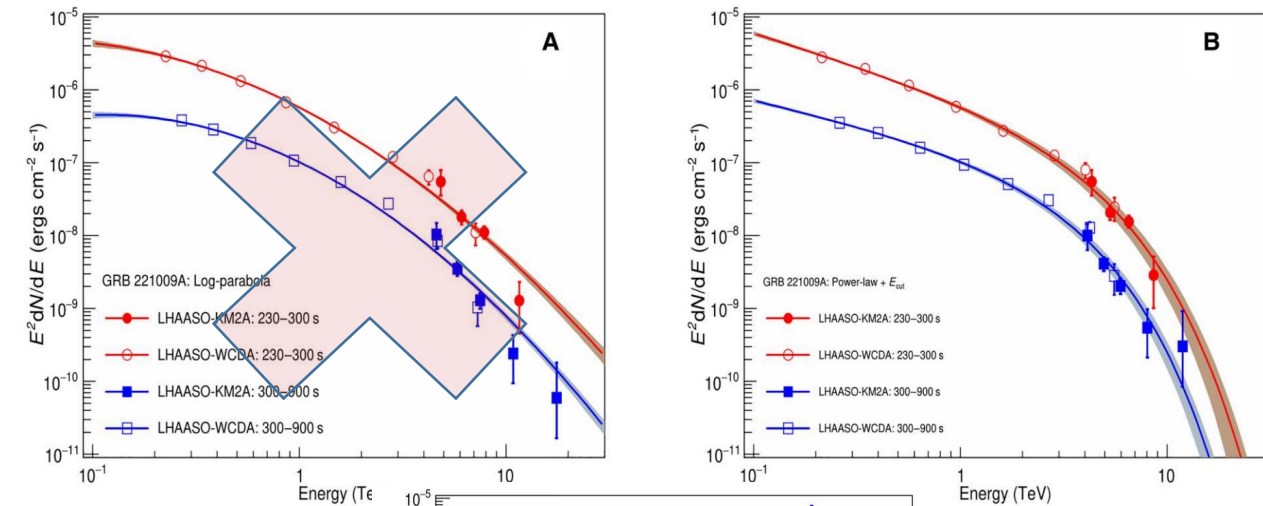 A
10⁻⁵
10⁻⁶
10⁻⁷
10⁻⁸
10⁻⁹
10⁻¹⁰
10⁻¹¹
E²dN/dE (ergs cm⁻² s⁻¹)
GRB 221009A: Log-parabola
LHAASO-KM2A: 230–300 s
LHAASO-WCDA: 230–300 s
LHAASO-KM2A: 300–900 s
LHAASO-WCDA: 300–900 s
10⁻¹ 1 10
Energy (Te
B
10⁻⁵
10⁻⁶
10⁻⁷
10⁻⁸
10⁻⁹
10⁻¹⁰
10⁻¹¹
E²dN/dE (ergs cm⁻² s⁻¹)
GRB 221009A: Power-law + E_cut
LHAASO-KM2A: 230–300 s
LHAASO-WCDA: 230–300 s
LHAASO-KM2A: 300–900 s
LHAASO-WCDA: 300–900 s
10⁻¹ 1 10
Energy (TeV)
10⁻⁵